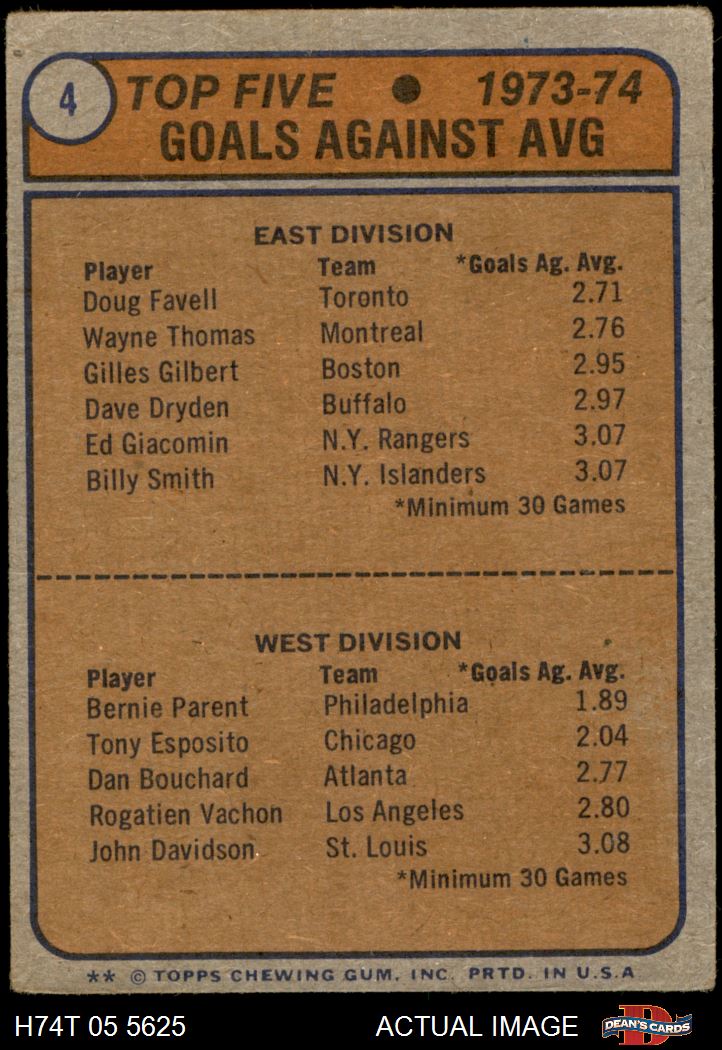 4
TOP FIVE ● 1973-74
GOALS AGAINST AVG
EAST DIVISION
Player Team *Goals Ag. Avg.
Doug Favell Toronto 2.71
Wayne Thomas Montreal 2.76
Gilles Gilbert Boston 2.95
Dave Dryden Buffalo 2.97
Ed Giacomin N.Y. Rangers 3.07
Billy Smith N.Y. Islanders 3.07
*Minimum 30 Games
WEST DIVISION
Player Team *Goals Ag. Avg.
Bernie Parent Philadelphia 1.89
Tony Esposito Chicago 2.04
Dan Bouchard Atlanta 2.77
Rogatien Vachon Los Angeles 2.80
John Davidson St. Louis 3.08
*Minimum 30 Games
** © TOPPS CHEWING GUM, INC. PRTD. IN U.S.A
H74T 05 5625 ACTUAL IMAGE D DEAN'S CARDS